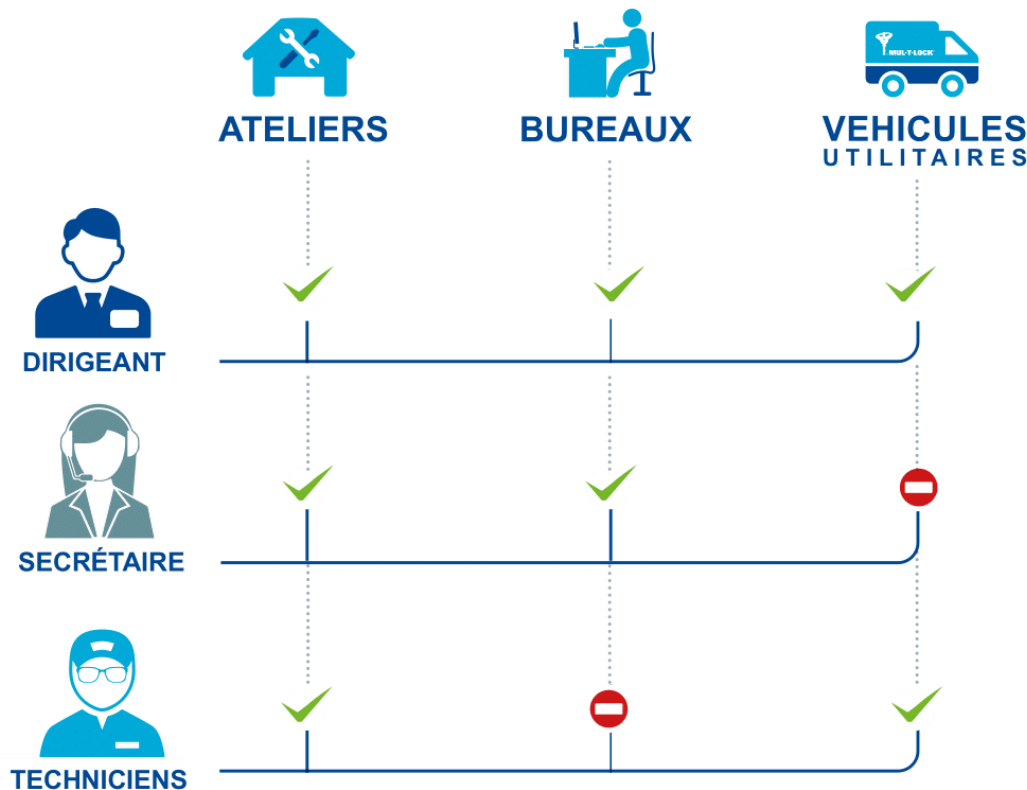 MUL-T-LOCK
ATELIERS
BUREAUX
VEHICULES
UTILITAIRES
DIRIGEANT
SECRÉTAIRE
TECHNICIENS